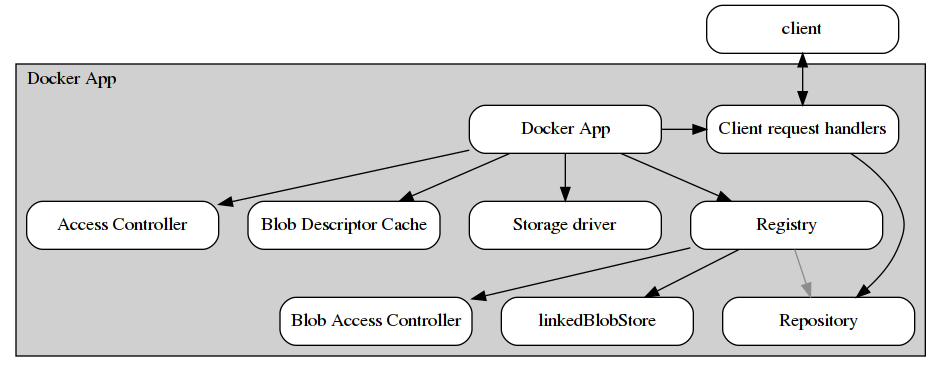 client
Docker App
Docker App
Client request handlers
Access Controller
Blob Descriptor Cache
Storage driver
Registry
Blob Access Controller
linkedBlobStore
Repository